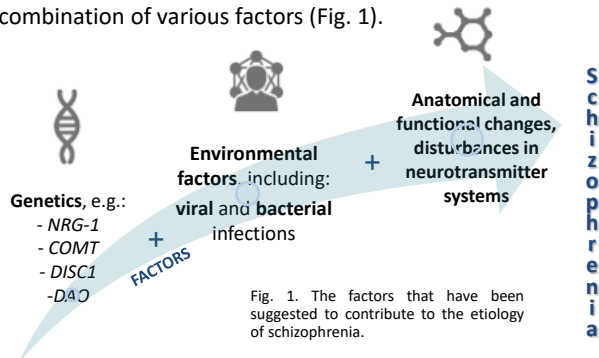 combination of various factors (Fig. 1).
Genetics, e.g.:
- NRG-1
- COMT
- DISC1
-DAO
+
FACTORS
Environmental
factors, including:
viral and bacterial
infections
+
Anatomical and
functional changes,
disturbances in
neurotransmitter
systems
Schizophrenia
Fig. 1. The factors that have been
suggested to contribute to the etiology
of schizophrenia.